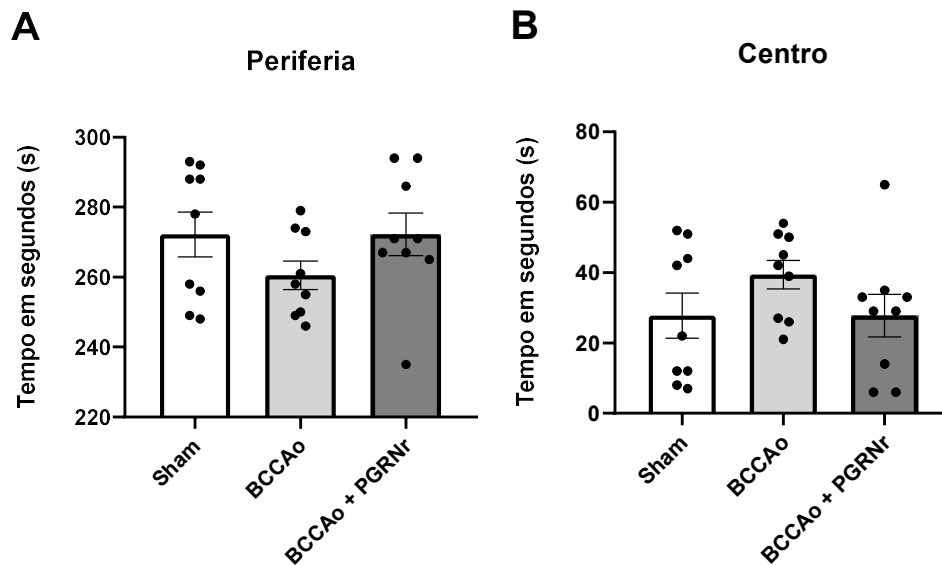 A
Periferia
Tempo em segundos (s)
300
280
260
240
220
Sham
BCCAo
BCCAo + PGRNr
B
Centro
Tempo em segundos (s)
80
60
40
20
0
Sham
BCCAo
BCCAo + PGRNr